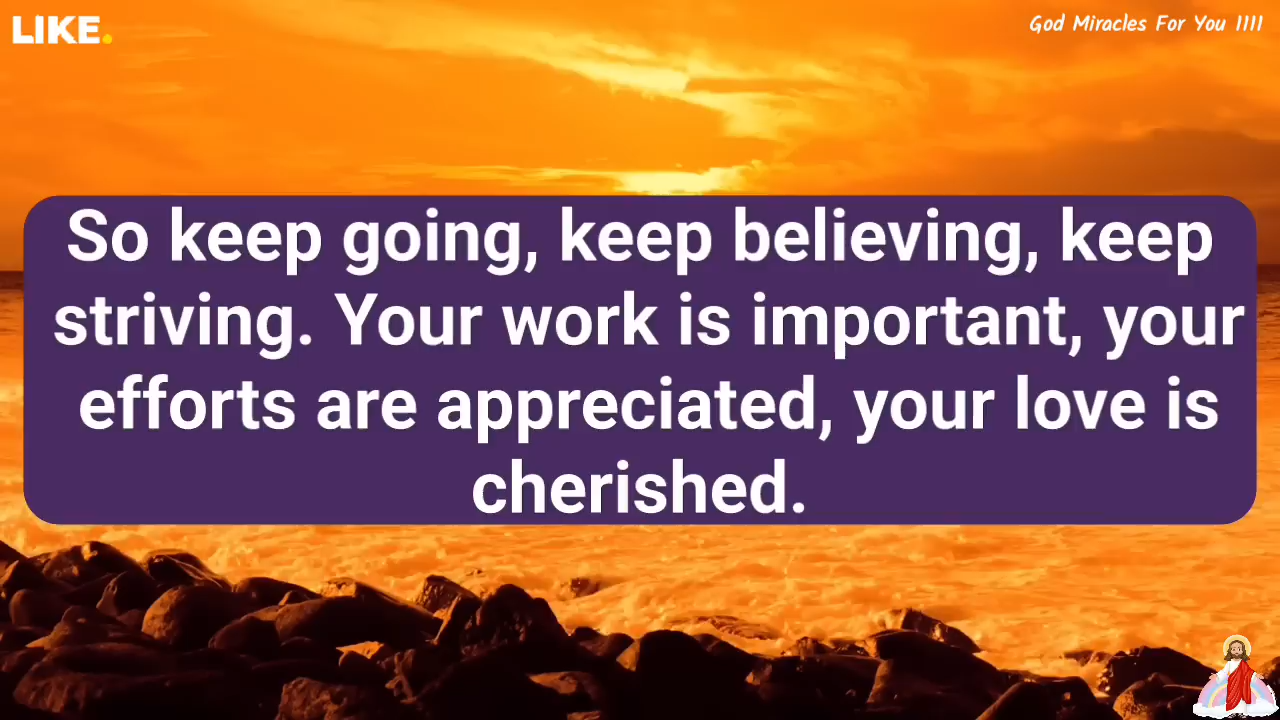 LIKE.
God Miracles For You 1111
So keep going, keep believing, keep
striving. Your work is important, your
efforts are appreciated, your love is
cherished.